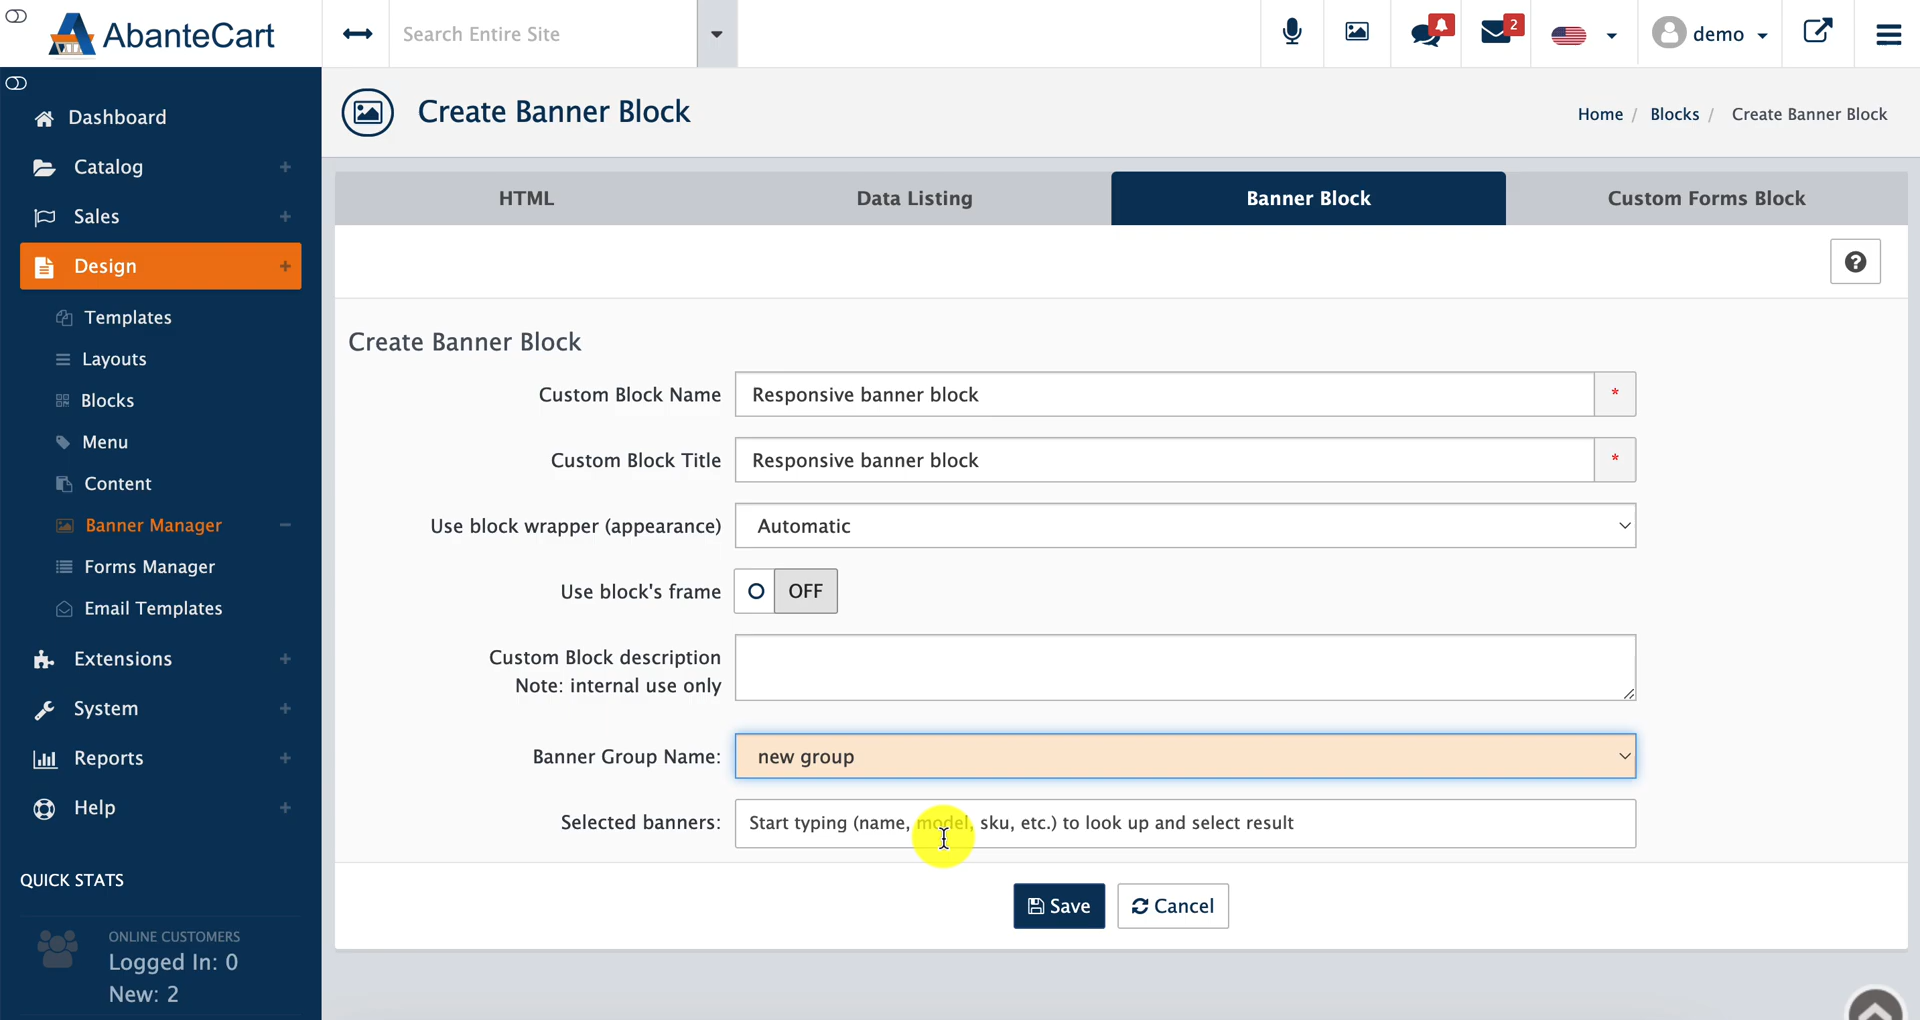 AbanteCart
Search Entire Site
2
demo
Dashboard
Catalog
Sales
Design
Templates
Layouts
Blocks
Menu
Content
Banner Manager
Forms Manager
Email Templates
Extensions
System
Reports
Help
QUICK STATS
ONLINE CUSTOMERS
Logged In: 0
New: 2
Create Banner Block
Home / Blocks / Create Banner Block
HTML
Data Listing
Banner Block
Custom Forms Block
Create Banner Block
Custom Block Name
Responsive banner block
*
Custom Block Title
Responsive banner block
*
Use block wrapper (appearance)
Automatic
Use block's frame
OFF
Custom Block description
Note: internal use only
Banner Group Name:
new group
Selected banners:
Start typing (name, model, sku, etc.) to look up and select result
Save
Cancel